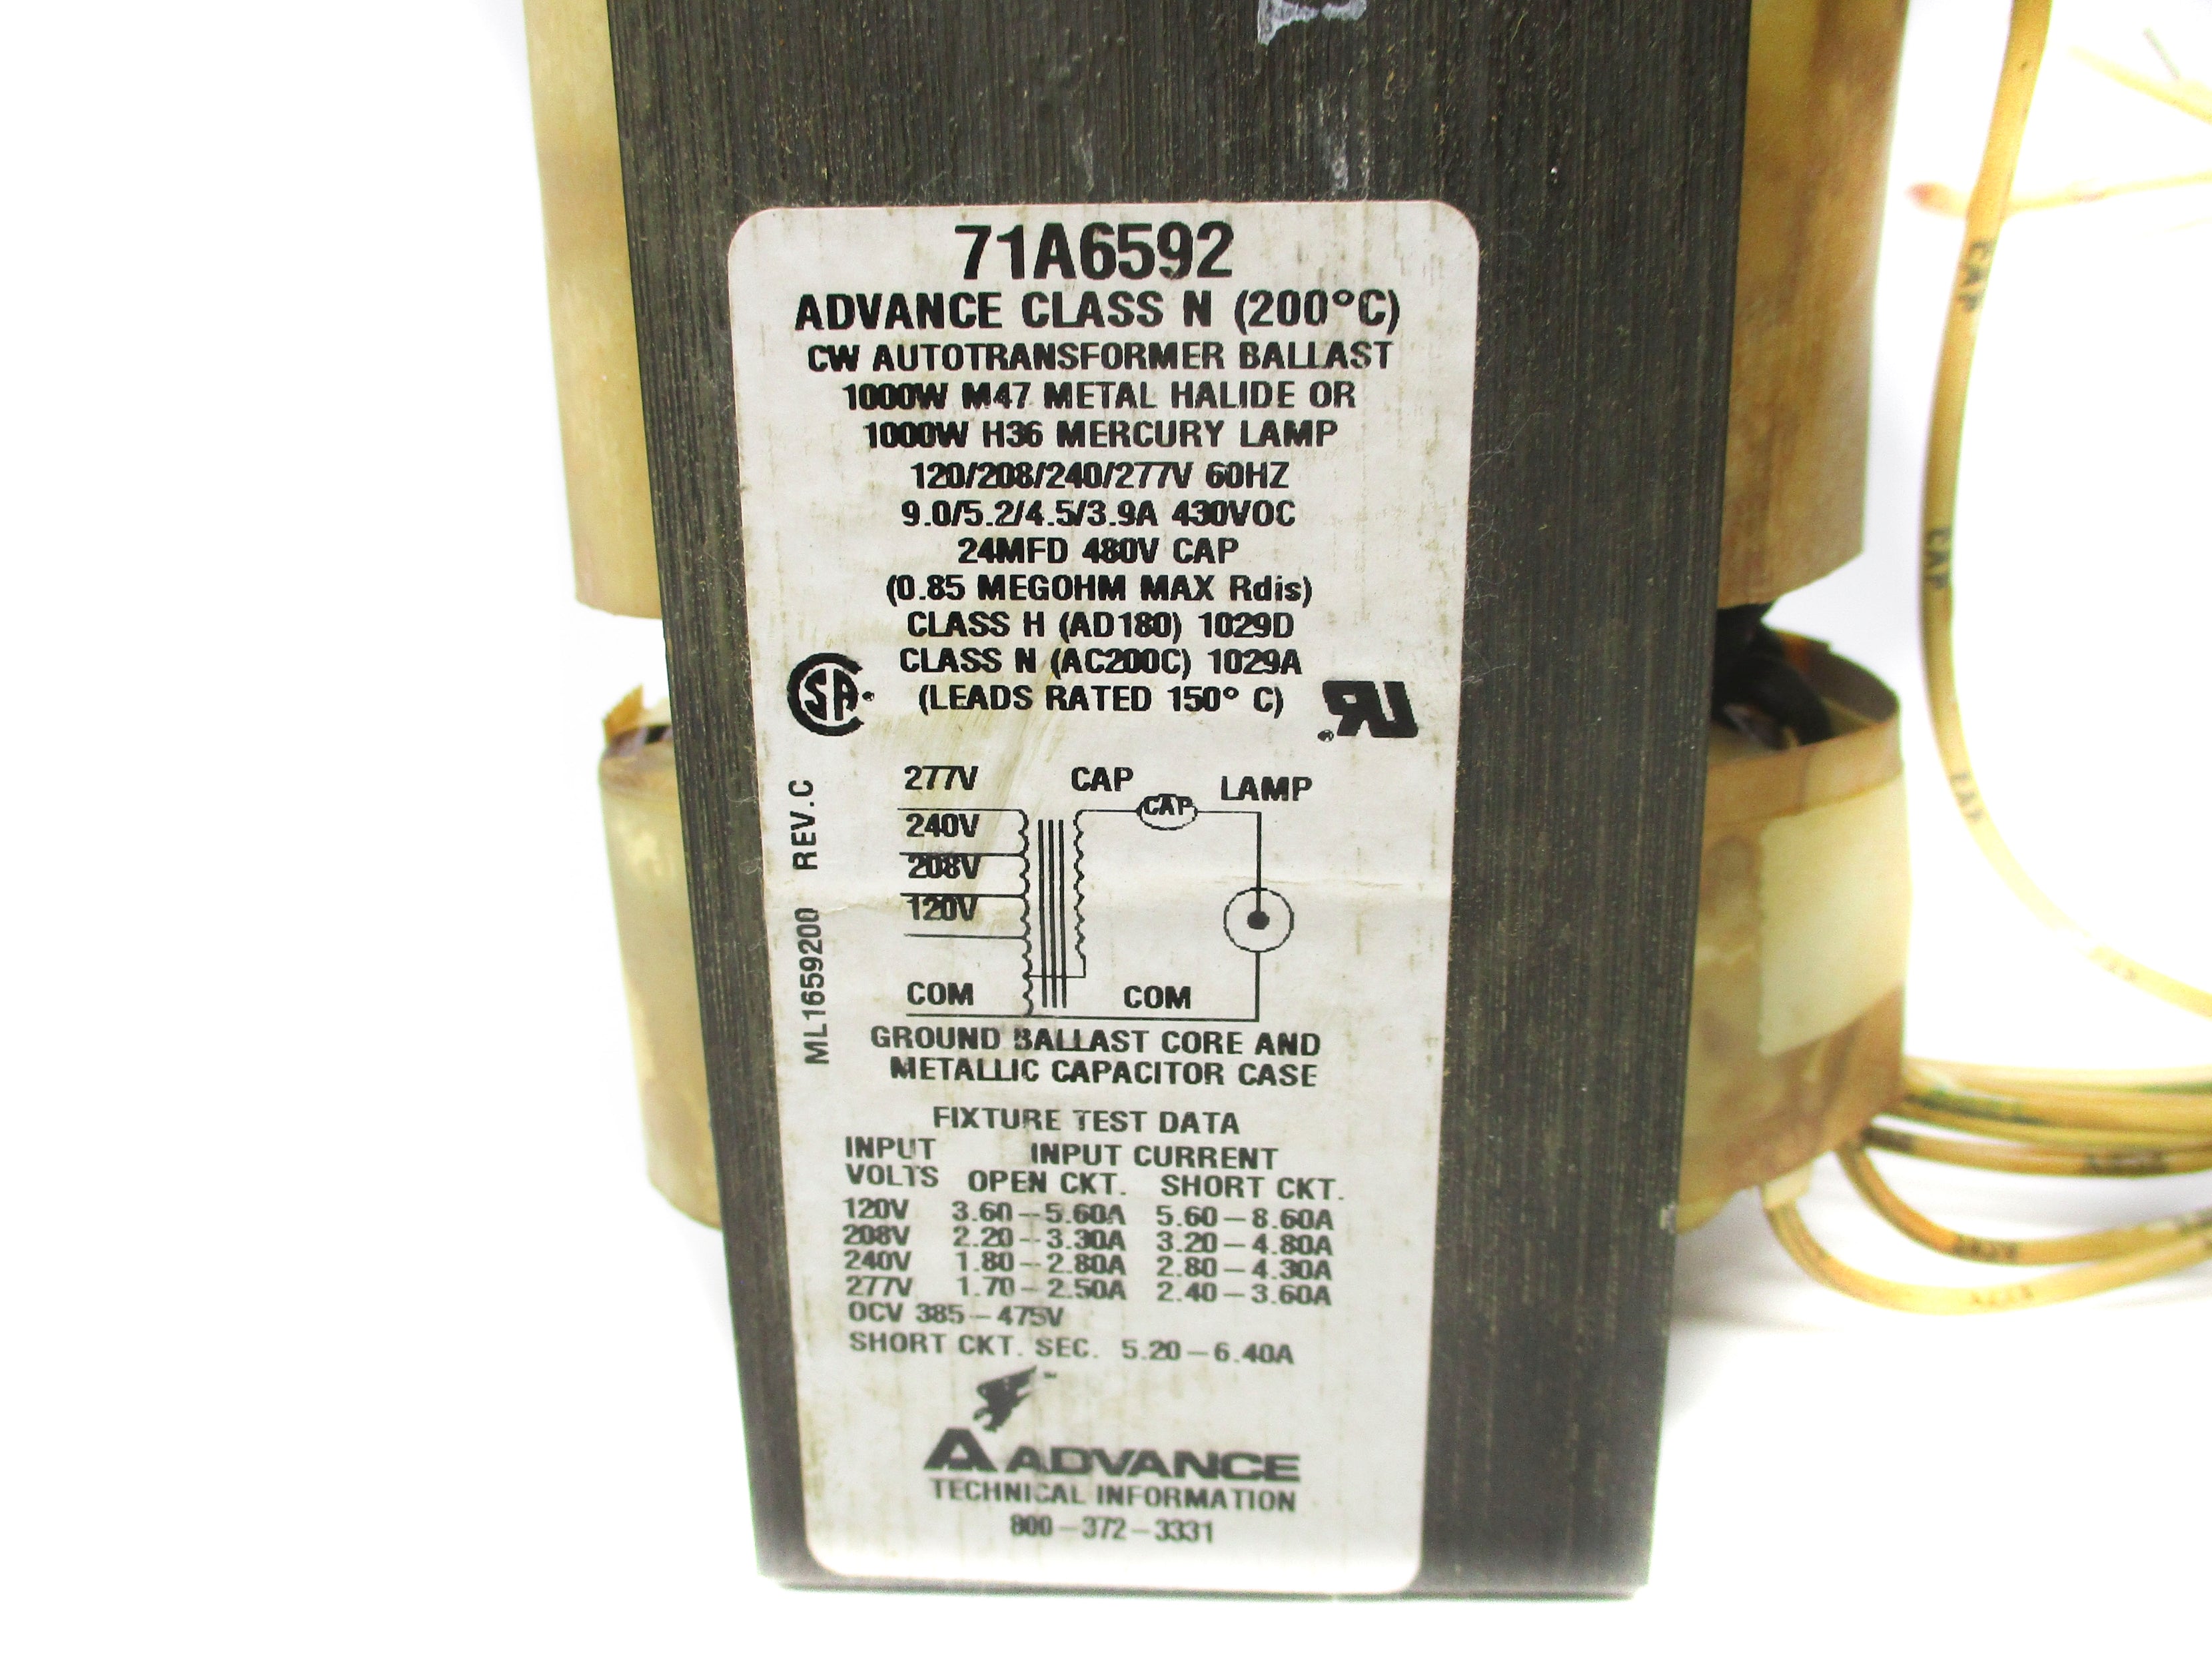 71A6592
ADVANCE CLASS N (200°C)
CW AUTOTRANSFORMER BALLAST
1000W M47 METAL HALIDE OR
1000W H36 MERCURY LAMP
120/208/240/277V 60HZ
9.0/5.2/4.5/3.9A 430VOC
24MFD 480V CAP
(0.85 MEGOHM MAX Rdis)
CLASS H (AD180) 1029D
CLASS N (AC200C) 1029A
(LEADS RATED 150° C)
SA
UR
®
277V CAP LAMP
CAP
240V
208V
120V
COM COM
ML1659200 REV.C
GROUND BALLAST CORE AND
METALLIC CAPACITOR CASE
FIXTURE TEST DATA
INPUT INPUT CURRENT
VOLTS OPEN CKT. SHORT CKT.
120V 3.60-5.60A 5.60-8.60A
208V 2.20-3.30A 3.20-4.80A
240V 1.80-2.80A 2.80-4.30A
277V 1.70-2.50A 2.40-3.60A
OCV 385-475V
SHORT CKT. SEC. 5.20-6.40A
ADVANCE
TECHNICAL INFORMATION
800-372-3331
CAP
CAP
CAP